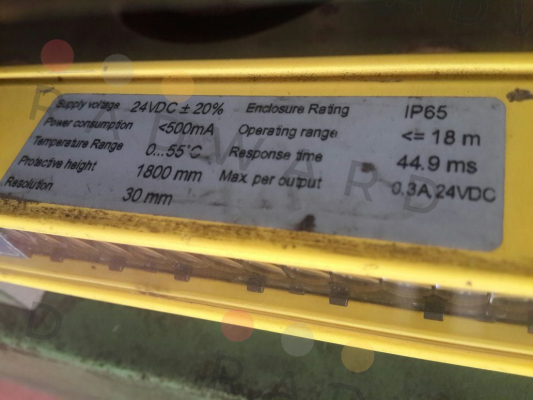 Supply voltage 24VDC ± 20% Enclosure Rating IP65
Power consumption <500mA Operating range <= 18 m
Temperature Range 0...55°C Response time 44.9 ms
Protective height 1800 mm Max. per output 0.3A,24VDC
Resolution 30 mm
RADWARD